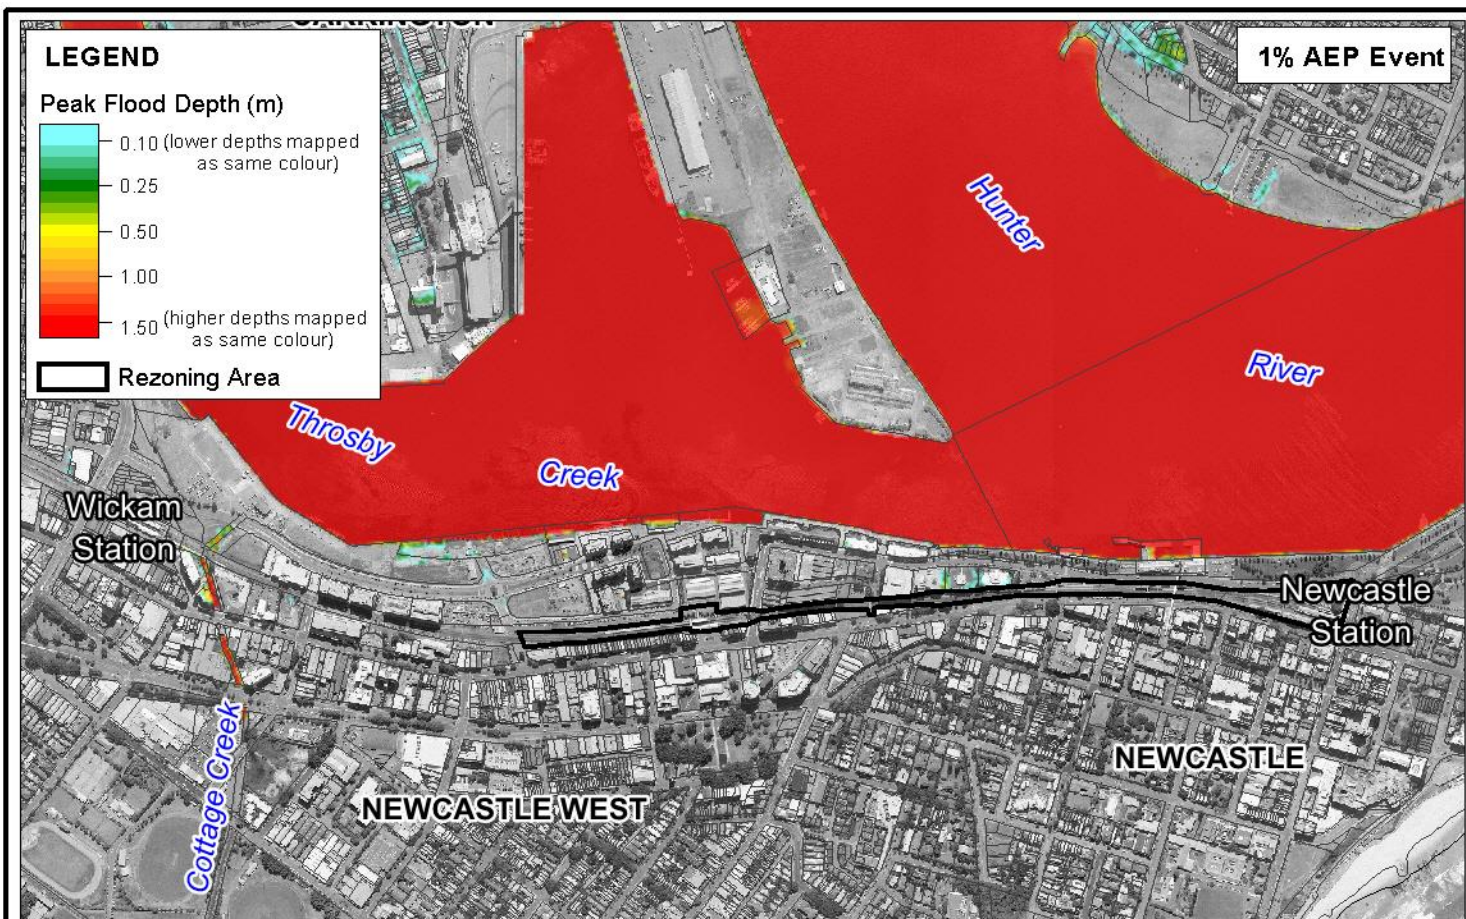 CARRINGTON
LEGEND
1% AEP Event
Peak Flood Depth (m)
0.10 (lower depths mapped
as same colour)
0.25
0.50
1.00
1.50 (higher depths mapped
as same colour)
Rezoning Area
Hunter
River
Throsby
Creek
Wickam
Station
Newcastle
Station
Cottage Creek
NEWCASTLE
NEWCASTLE WEST